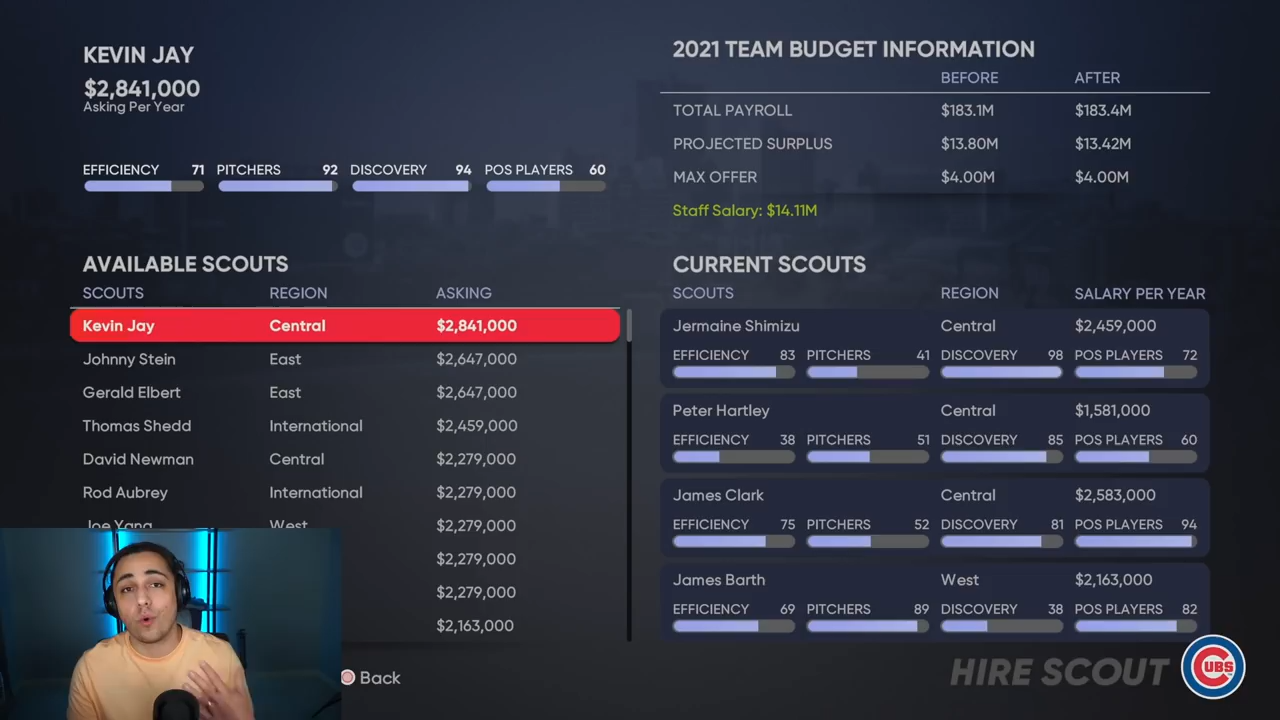 KEVIN JAY
$2,841,000
Asking Per Year
EFFICIENCY 71 PITCHERS 92 DISCOVERY 94 POS PLAYERS 60
2021 TEAM BUDGET INFORMATION
BEFORE AFTER
TOTAL PAYROLL $183.1M $183.4M
PROJECTED SURPLUS $13.80M $13.42M
MAX OFFER $4.00M $4.00M
Staff Salary: $14.11M
AVAILABLE SCOUTS
SCOUTS REGION ASKING
Kevin Jay Central $2,841,000
Johnny Stein East $2,647,000
Gerald Elbert East $2,647,000
Thomas Shedd International $2,459,000
David Newman Central $2,279,000
Rod Aubrey International $2,279,000
Joe Yang West $2,279,000
$2,279,000
$2,279,000
$2,163,000
CURRENT SCOUTS
SCOUTS REGION SALARY PER YEAR
Jermaine Shimizu Central $2,459,000
EFFICIENCY 83 PITCHERS 41 DISCOVERY 98 POS PLAYERS 72
Peter Hartley Central $1,581,000
EFFICIENCY 38 PITCHERS 51 DISCOVERY 85 POS PLAYERS 60
James Clark Central $2,583,000
EFFICIENCY 75 PITCHERS 52 DISCOVERY 81 POS PLAYERS 94
James Barth West $2,163,000
EFFICIENCY 69 PITCHERS 89 DISCOVERY 38 POS PLAYERS 82
Back
HIRE SCOUT
CUBS